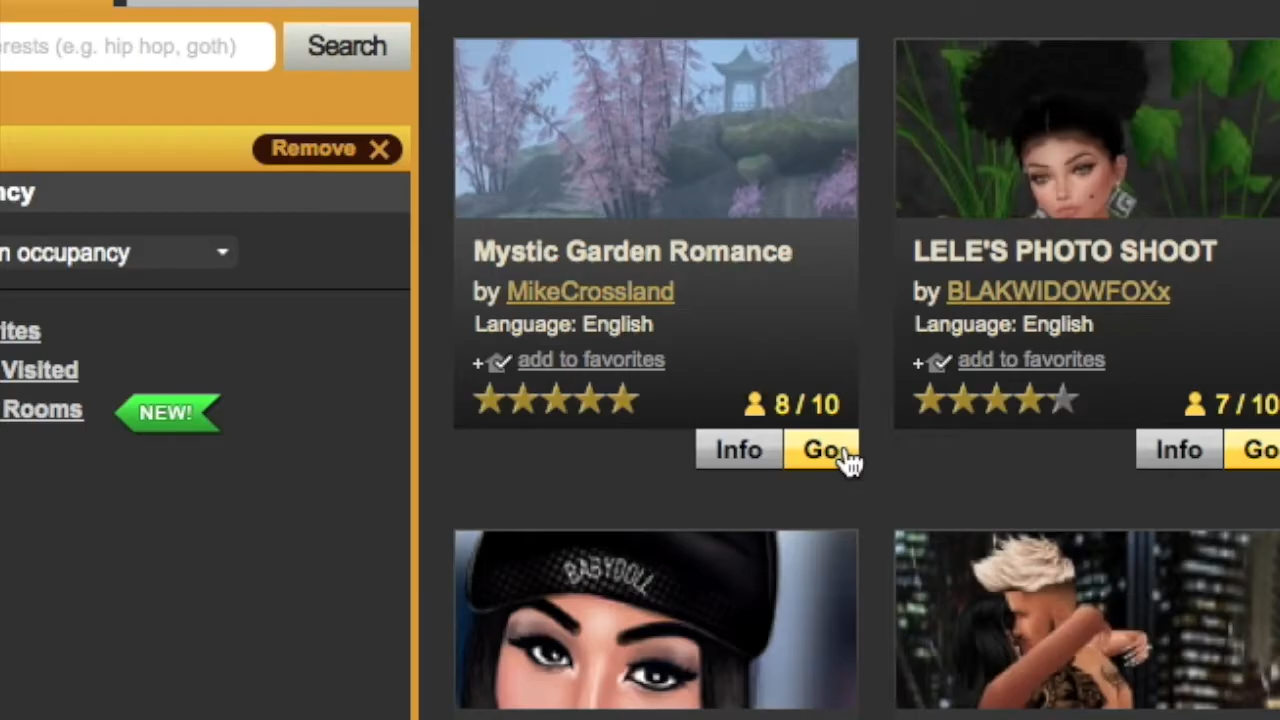 erests (e.g. hip hop, goth)
Search
Remove X
ncy
n occupancy
ites
Visited
Rooms
NEW!
Mystic Garden Romance
by MikeCrossland
Language: English
+ add to favorites
8 / 10
Info
Go
LELE'S PHOTO SHOOT
by BLAKWIDOWFOXx
Language: English
+ add to favorites
7 / 10
Info
Go
BABYDOLL